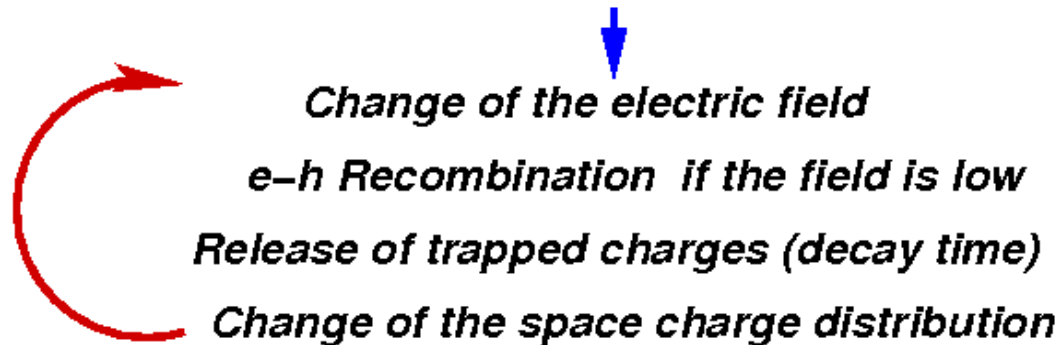 Change of the electric field
e–h Recombination if the field is low
Release of trapped charges (decay time)
Change of the space charge distribution